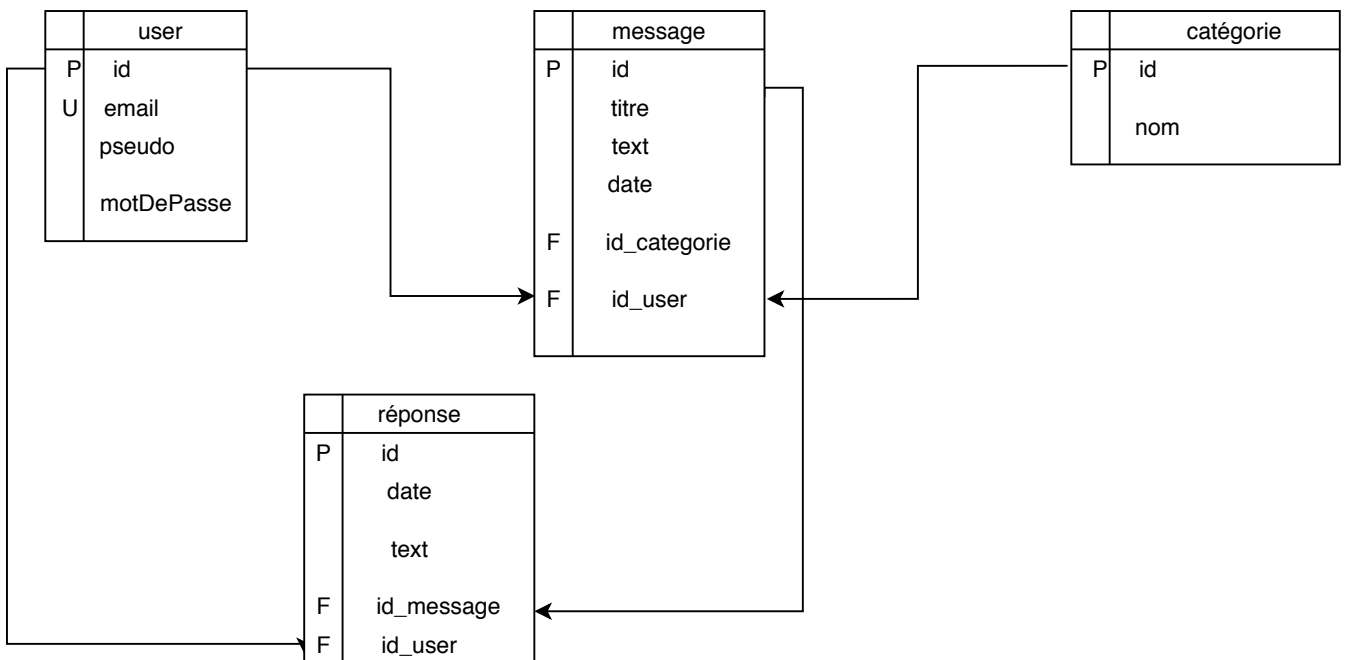 user
P id
U email
pseudo
motDePasse
message
P id
titre
text
date
F id_categorie
F id_user
catégorie
P id
nom
réponse
P id
date
text
F id_message
F id_user